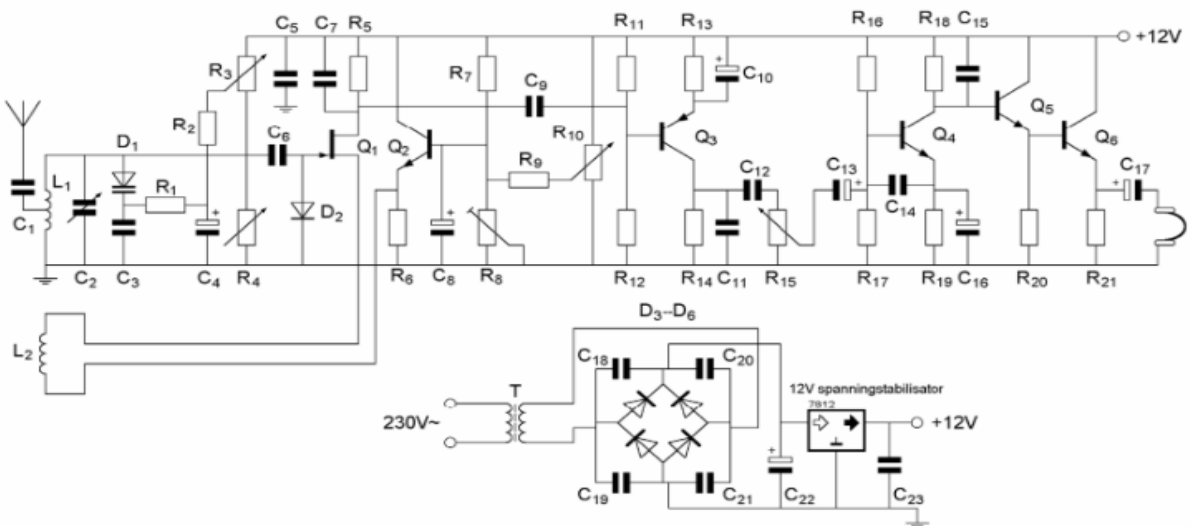 C5 C7 R5 R11 R13 R16 R18 C15
+12V
R3 R7 + C10
C9
R2 Q5
D1 C6 Q1 Q2 R10 Q3 Q4 Q6
L1 R1 R9 C12 C13 + C17
C1 D2 C14
+ + + +
C2 C3 C4 R4 R6 C8 R8 R12 R14 C11 R15 R17 R19 C16 R20 R21
D3–D6
L2
C18 C20
T 12V spanningstabilisator
7812
230V~ +12V
+
C19 C21 C22 C23